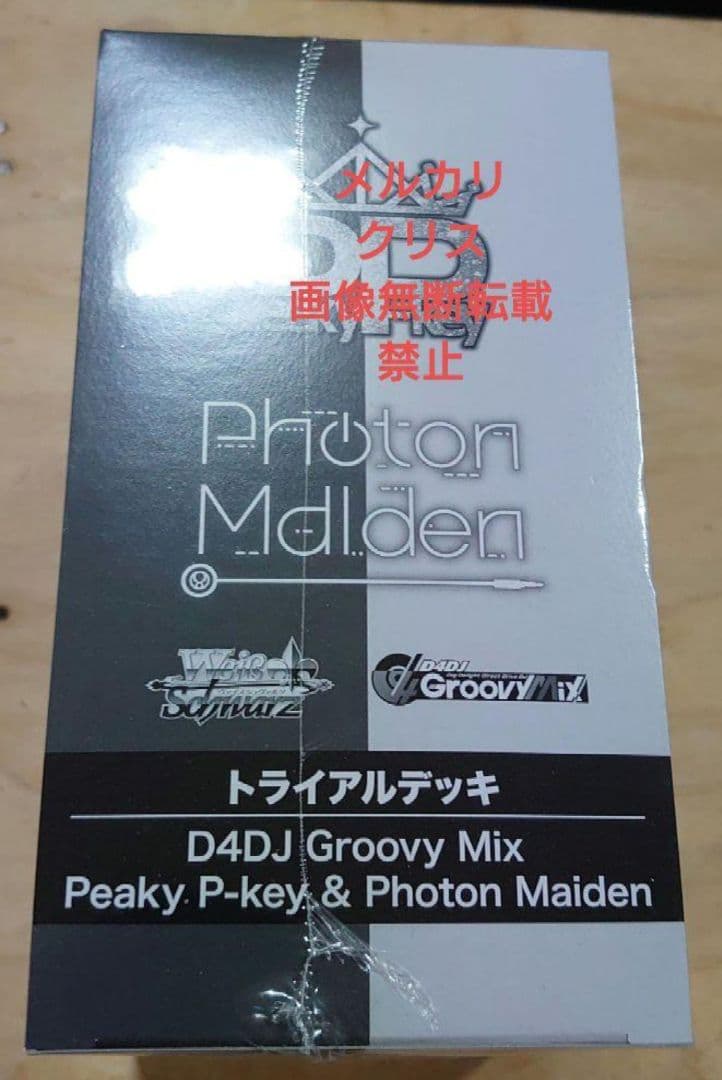 メルカリ
クリス
画像無断転載
禁止
Photon
Maiden
Weiß
Schwarz
D4DJ
Groovy Mix
トライアルデッキ
D4DJ Groovy Mix
Peaky P-key & Photon Maiden